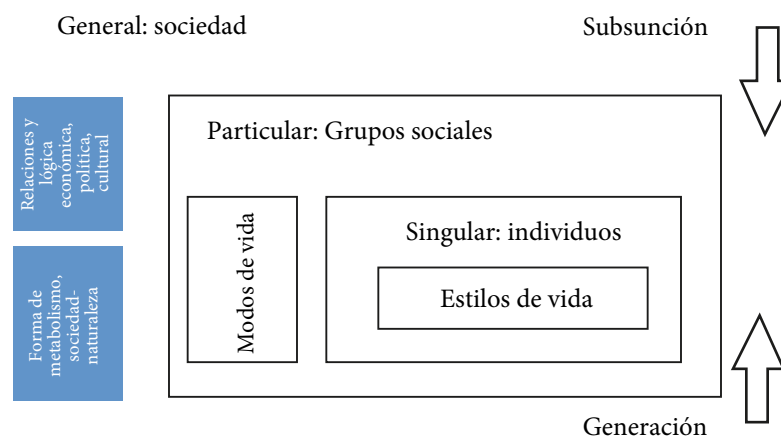 General: sociedad
Subsunción
Relaciones y
lógica
económica,
política,
cultural
Particular: Grupos sociales
Modos de vida
Singular: individuos
Estilos de vida
Forma de
metabolismo,
sociedad-
naturaleza
Generación